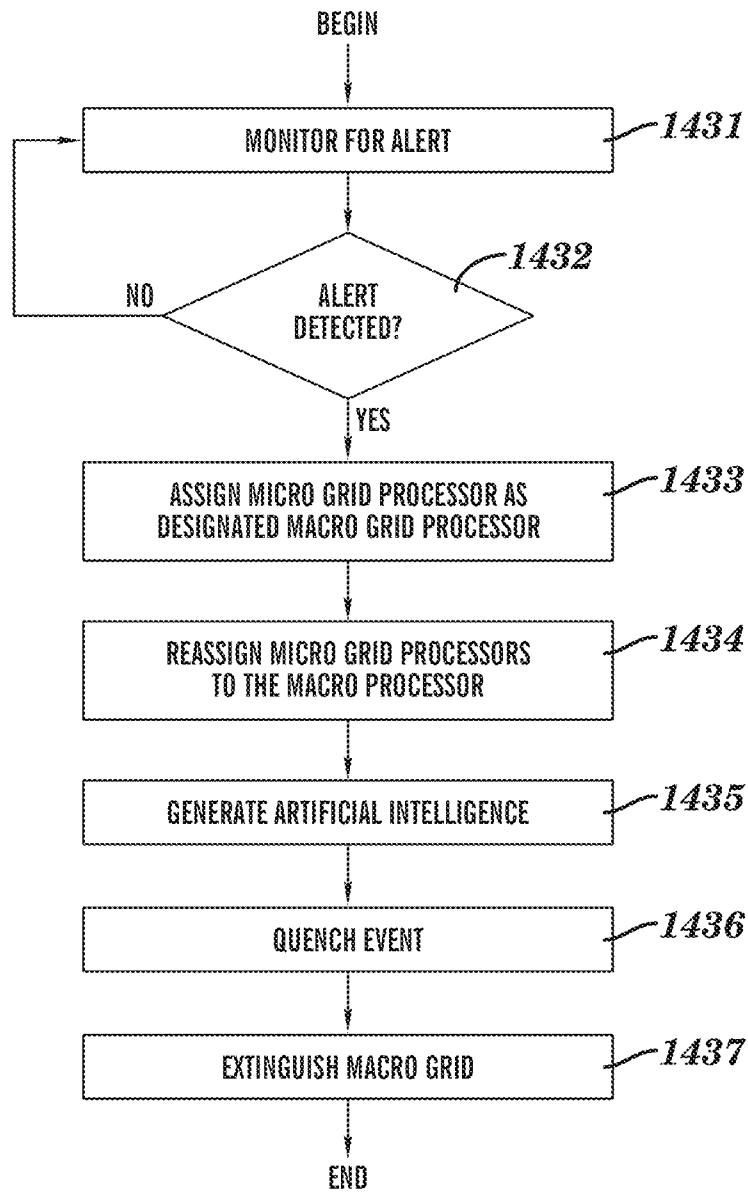 BEGIN
MONITOR FOR ALERT
1431
ALERT
DETECTED?
1432
NO
YES
ASSIGN MICRO GRID PROCESSOR AS
DESIGNATED MACRO GRID PROCESSOR
1433
REASSIGN MICRO GRID PROCESSORS
TO THE MACRO PROCESSOR
1434
GENERATE ARTIFICIAL INTELLIGENCE
1435
QUENCH EVENT
1436
EXTINGUISH MACRO GRID
1437
END